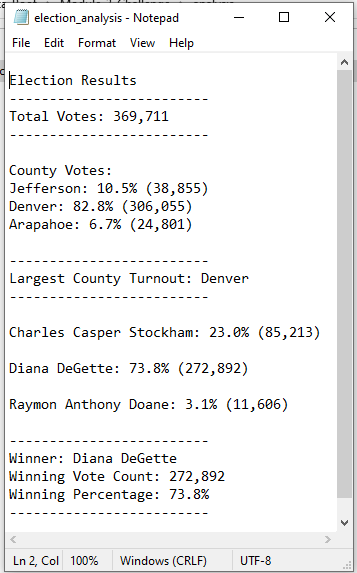 election_analysis - Notepad
File Edit Format View Help
Election Results
-------------------------
Total Votes: 369,711
-------------------------
County Votes:
Jefferson: 10.5% (38,855)
Denver: 82.8% (306,055)
Arapahoe: 6.7% (24,801)
-------------------------
Largest County Turnout: Denver
-------------------------
Charles Casper Stockham: 23.0% (85,213)
Diana DeGette: 73.8% (272,892)
Raymon Anthony Doane: 3.1% (11,606)
-------------------------
Winner: Diana DeGette
Winning Vote Count: 272,892
Winning Percentage: 73.8%
-------------------------
Ln 2, Col 100% Windows (CRLF) UTF-8